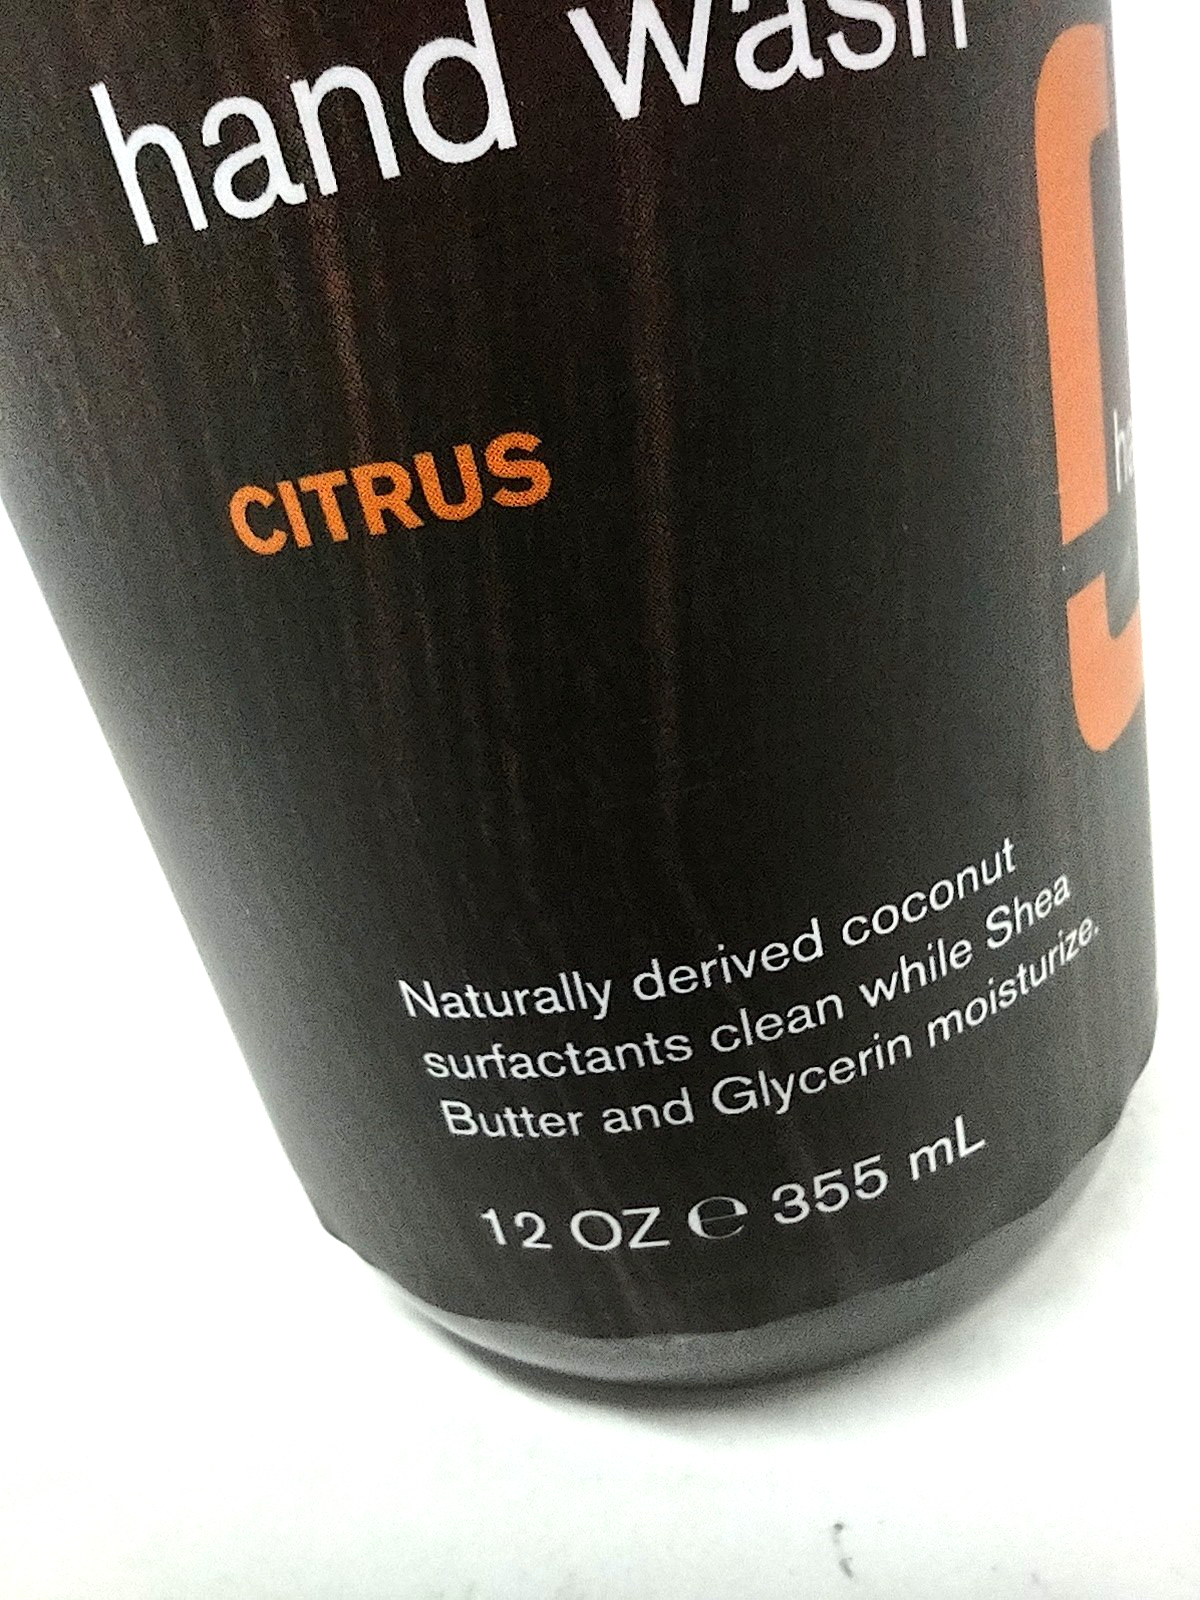 hand wash
CITRUS
Naturally derived coconut
surfactants clean while Shea
Butter and Glycerin moisturize.
12 OZ ℮ 355 mL